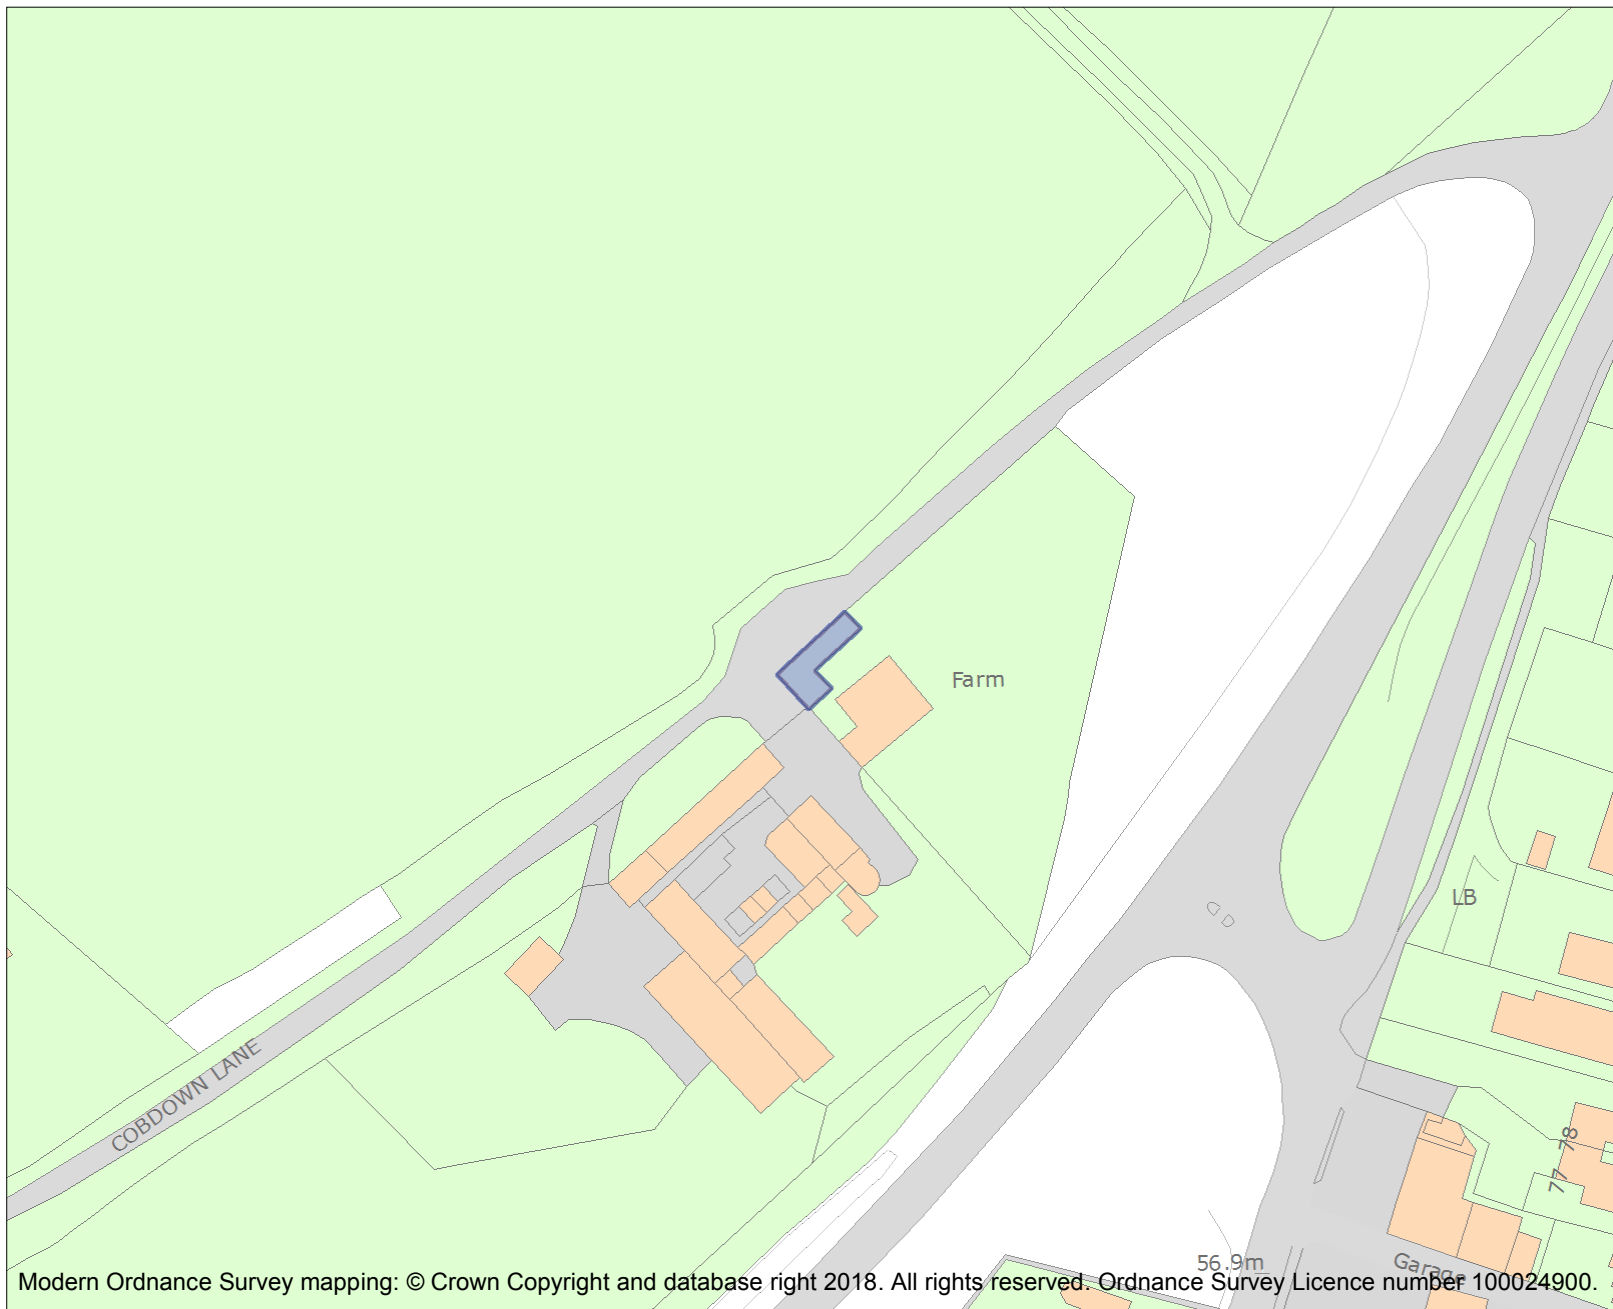 Farm
LB
COBDOWN LANE
78
77
56.9m
Garage
Modern Ordnance Survey mapping: © Crown Copyright and database right 2018. All rights reserved. Ordnance Survey Licence number 100024900.